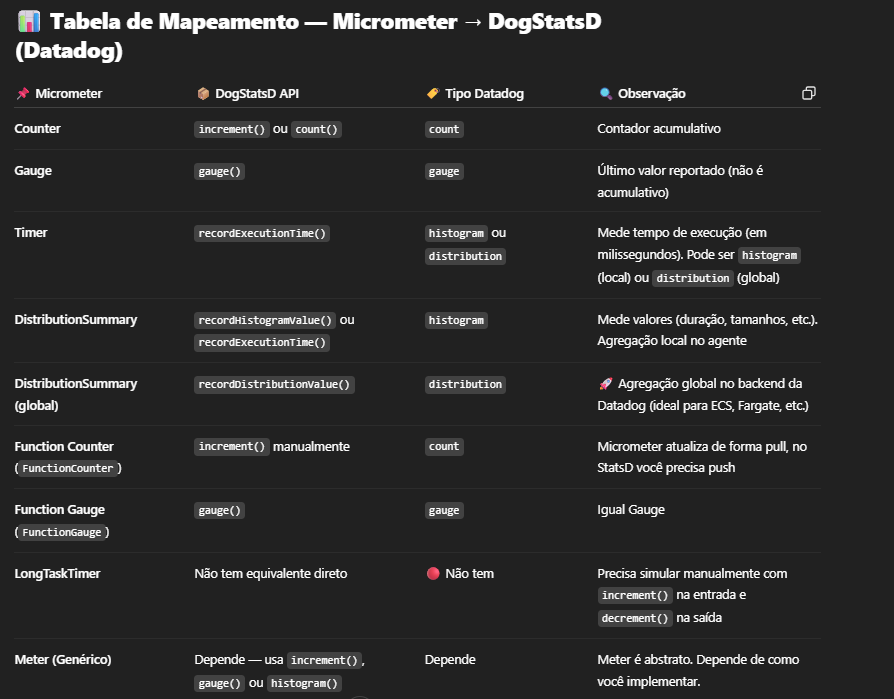 📊 Tabela de Mapeamento — Micrometer → DogStatsD
(Datadog)
📌 Micrometer 📦 DogStatsD API 🏷️ Tipo Datadog 🔍 Observação
Counter increment() ou count() count Contador acumulativo
Gauge gauge() gauge Último valor reportado (não é
acumulativo)
Timer recordExecutionTime() histogram ou Mede tempo de execução (em
distribution milissegundos). Pode ser histogram
(local) ou distribution (global)
DistributionSummary recordHistogramValue() ou histogram Mede valores (duração, tamanhos, etc.).
recordExecutionTime() Agregação local no agente
DistributionSummary recordDistributionValue() distribution 🚀 Agregação global no backend da
(global) Datadog (ideal para ECS, Fargate, etc.)
Function Counter increment() manualmente count Micrometer atualiza de forma pull, no
(FunctionCounter) StatsD você precisa push
Function Gauge gauge() gauge Igual Gauge
(FunctionGauge)
LongTaskTimer Não tem equivalente direto 🔴 Não tem Precisa simular manualmente com
increment() na entrada e
decrement() na saída
Meter (Genérico) Depende — usa increment(), Depende Meter é abstrato. Depende de como
gauge() ou histogram() você implementar.